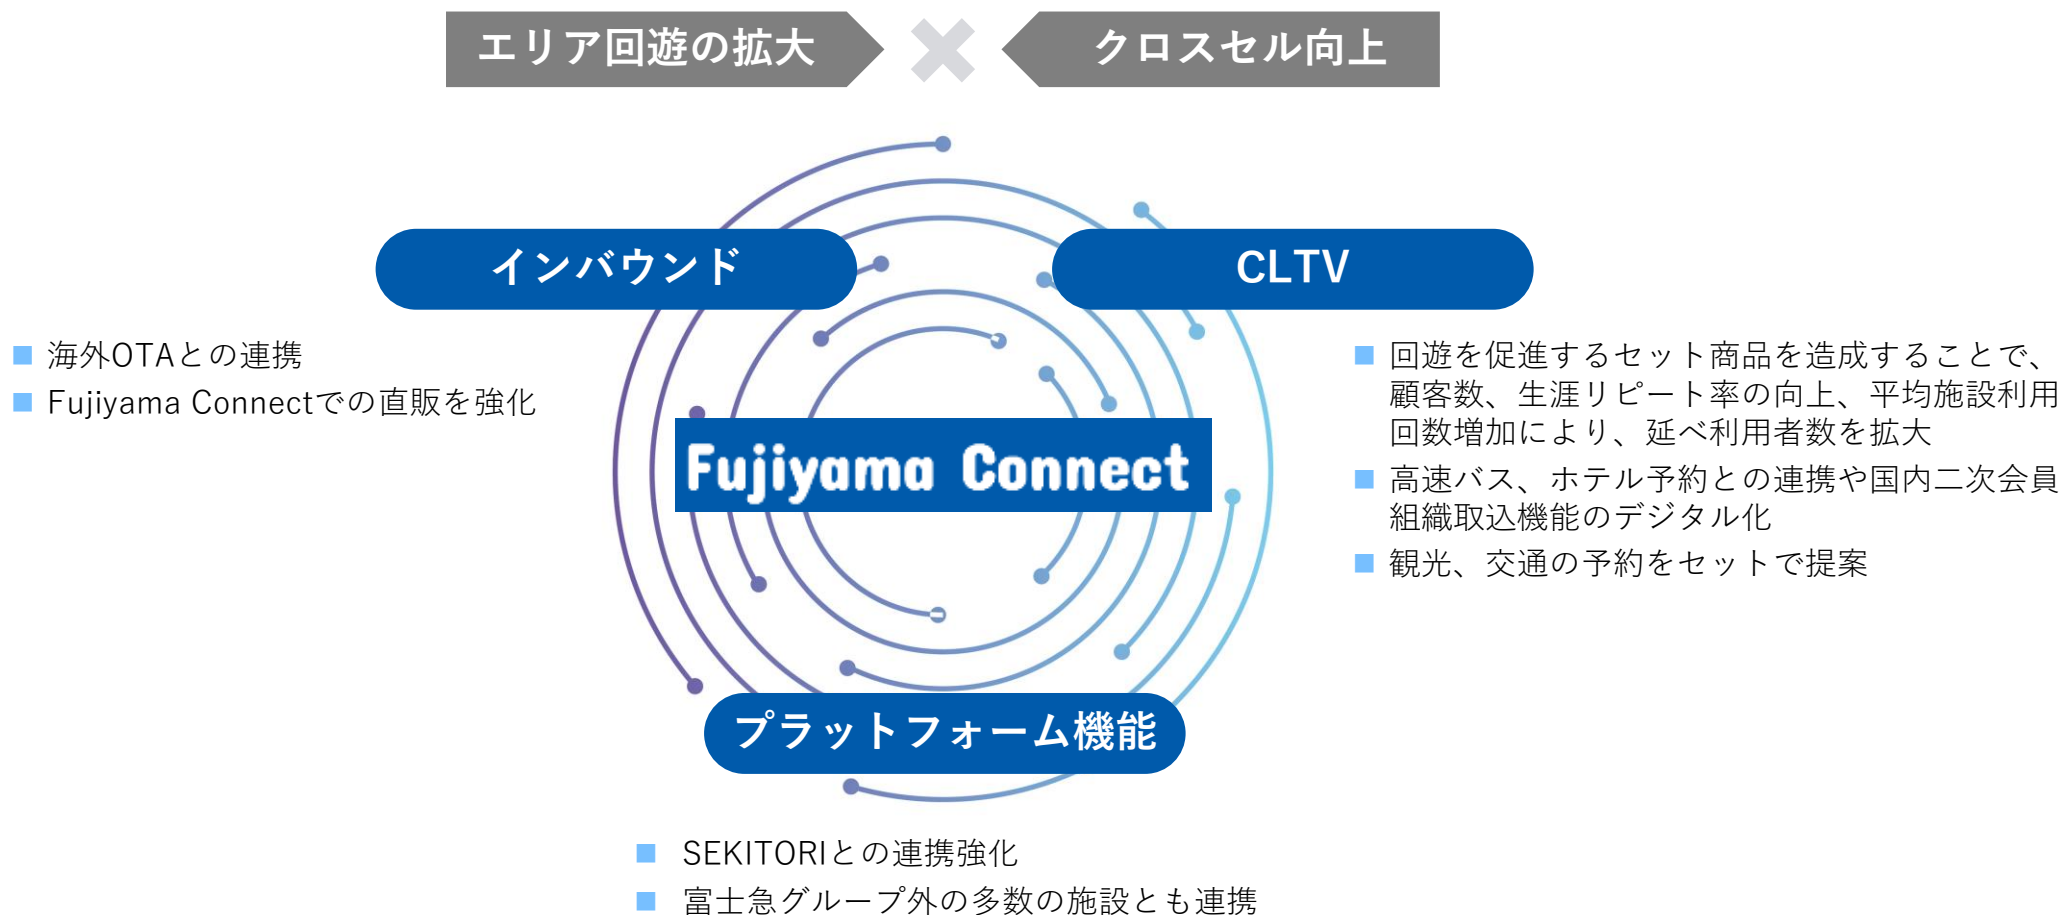 エリア回遊の拡大
クロスセル向上
インバウンド
CLTV
海外OTAとの連携
Fujiyama Connectでの直販を強化
回遊を促進するセット商品を造成することで、
顧客数、生涯リピート率の向上、平均施設利用
回数増加により、延べ利用者数を拡大
高速バス、ホテル予約との連携や国内二次会員
組織取込機能のデジタル化
観光、交通の予約をセットで提案
Fujiyama Connect
プラットフォーム機能
SEKITORIとの連携強化
富士急グループ外の多数の施設とも連携